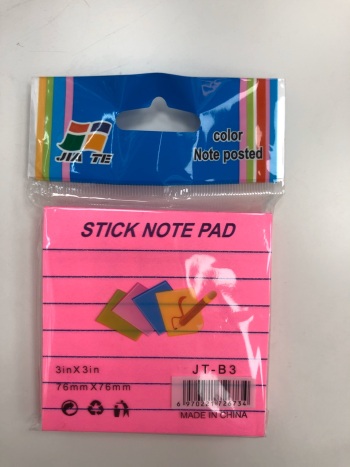 JIA TE
color
Note posted
STICK NOTE PAD
3inX3in
76mmX76mm
JT-B3
MADE IN CHINA